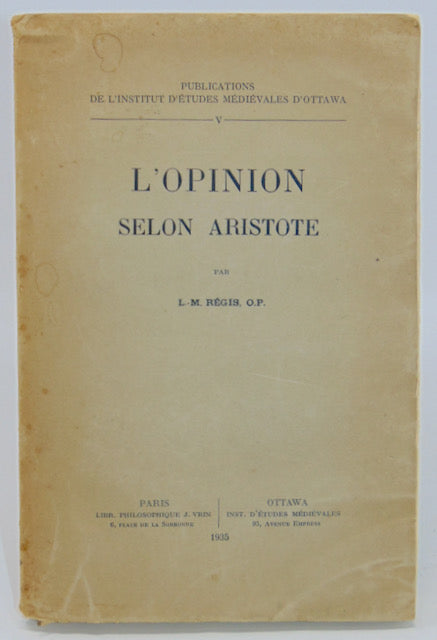 PUBLICATIONS
DE L'INSTITUT D'ÉTUDES MÉDIÉVALES D'OTTAWA
V
L'OPINION
SELON ARISTOTE
PAR
L.-M. RÉGIS, O.P.
PARIS
LIBR. PHILOSOPHIQUE J. VRIN
6, PLACE DE LA SORBONNE
OTTAWA
INST. D'ÉTUDES MÉDIÉVALES
95, AVENUE EMPRESS
1935